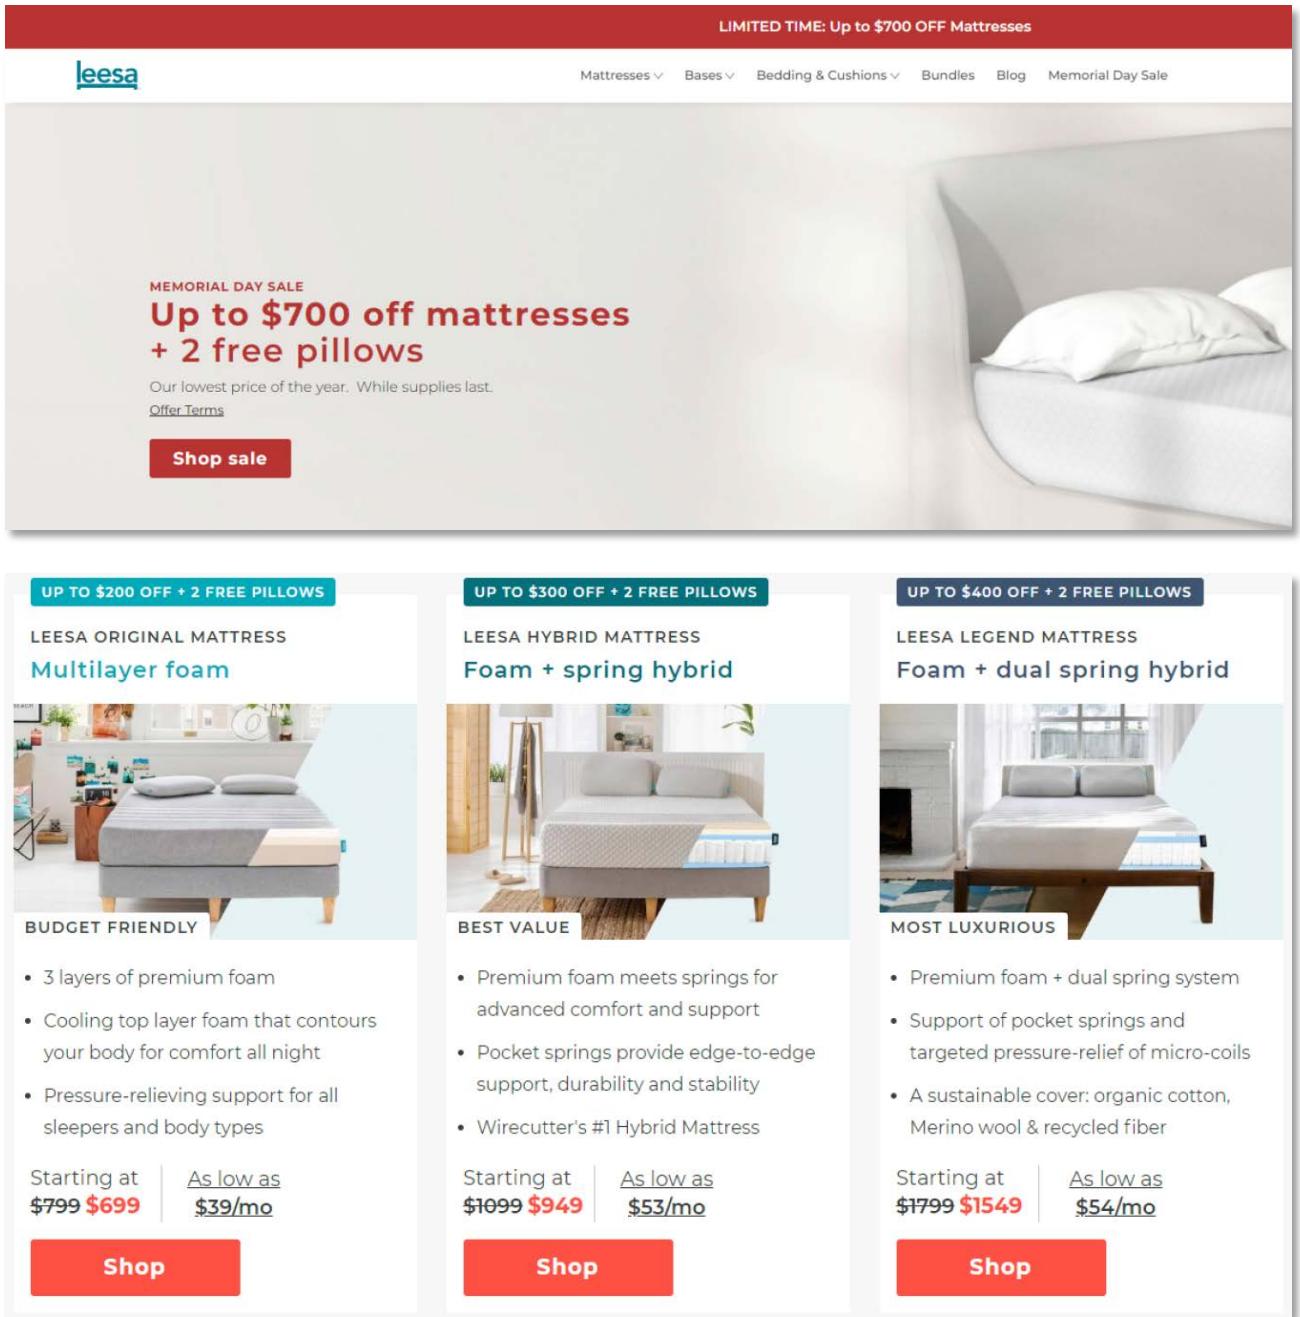 LIMITED TIME: Up to $700 OFF Mattresses
leesa
Mattresses Bases Bedding & Cushions Bundles Blog Memorial Day Sale
MEMORIAL DAY SALE
Up to $700 off mattresses
+ 2 free pillows
Our lowest price of the year. While supplies last.
Offer Terms
Shop sale
UP TO $200 OFF + 2 FREE PILLOWS
LEESA ORIGINAL MATTRESS
Multilayer foam
BUDGET FRIENDLY
• 3 layers of premium foam
• Cooling top layer foam that contours
your body for comfort all night
• Pressure-relieving support for all
sleepers and body types
Starting at
$799 $699
As low as
$39/mo
Shop
UP TO $300 OFF + 2 FREE PILLOWS
LEESA HYBRID MATTRESS
Foam + spring hybrid
BEST VALUE
• Premium foam meets springs for
advanced comfort and support
• Pocket springs provide edge-to-edge
support, durability and stability
• Wirecutter's #1 Hybrid Mattress
Starting at
$1099 $949
As low as
$53/mo
Shop
UP TO $400 OFF + 2 FREE PILLOWS
LEESA LEGEND MATTRESS
Foam + dual spring hybrid
MOST LUXURIOUS
• Premium foam + dual spring system
• Support of pocket springs and
targeted pressure-relief of micro-coils
• A sustainable cover: organic cotton,
Merino wool & recycled fiber
Starting at
$1799 $1549
As low as
$54/mo
Shop